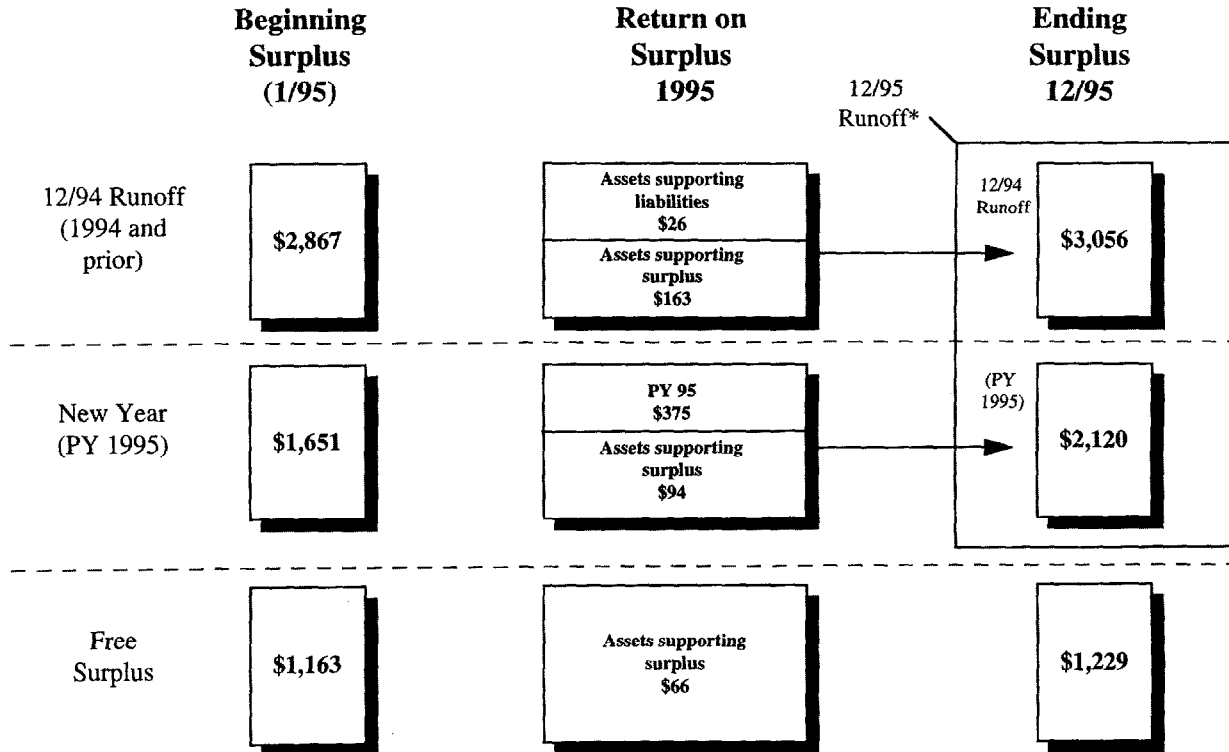 Beginning
Surplus
(1/95)
Return on
Surplus
1995
Ending
Surplus
12/95
12/95
Runoff*
12/94 Runoff
(1994 and
prior)
$2,867
Assets supporting
liabilities
$26
Assets supporting
surplus
$163
12/94
Runoff
$3,056
New Year
(PY 1995)
$1,651
PY 95
$375
Assets supporting
surplus
$94
(PY
1995)
$2,120
Free
Surplus
$1,163
Assets supporting
surplus
$66
$1,229